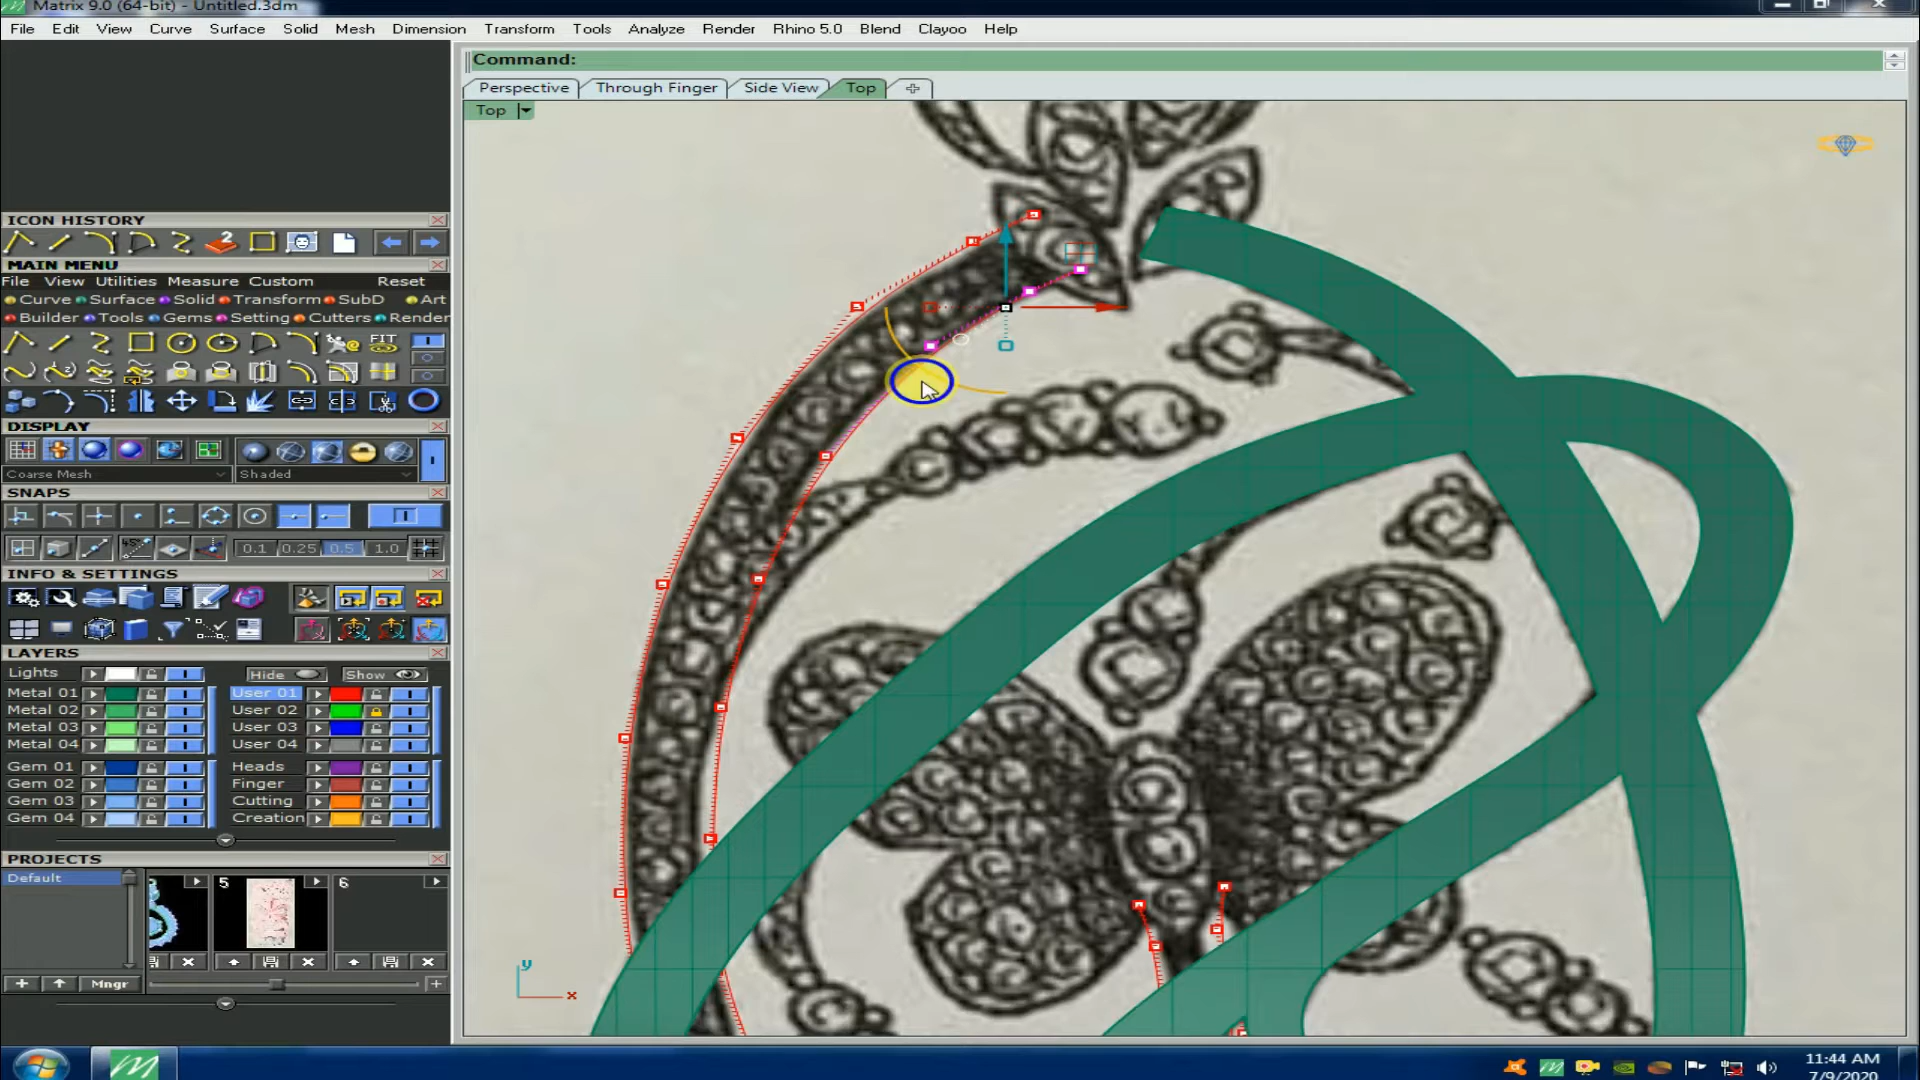 Matrix 9.0 (64-bit) - Untitled.3dm
File Edit View Curve Surface Solid Mesh Dimension Transform Tools Analyze Render Rhino 5.0 Blend Clayoo Help
Command:
Perspective Through Finger Side View Top
Top
ICON HISTORY
MAIN MENU
File View Utilities Measure Custom Reset
Curve Surface Solid Transform SubD Art
Builder Tools Gems Setting Cutters Render
FIT
DISPLAY
Coarse Mesh Shaded
SNAPS
45°
0.1 0.25 0.5 1.0
INFO & SETTINGS
LAYERS
Lights Hide Show
Metal 01 User 01
Metal 02 User 02
Metal 03 User 03
Metal 04 User 04
Gem 01 Heads
Gem 02 Finger
Gem 03 Cutting
Gem 04 Creation
PROJECTS
Default 5 6
Mngr
y
x
11:44 AM
7/9/2020